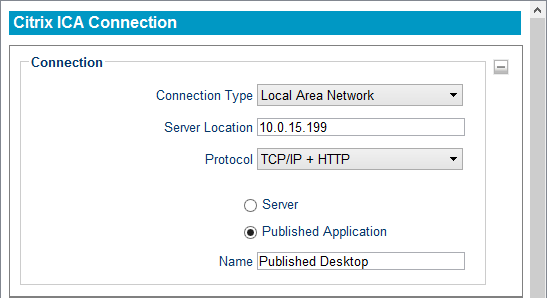 Citrix ICA Connection
Connection
Connection Type Local Area Network
Server Location 10.0.15.199
Protocol TCP/IP + HTTP
Server
Published Application
Name Published Desktop